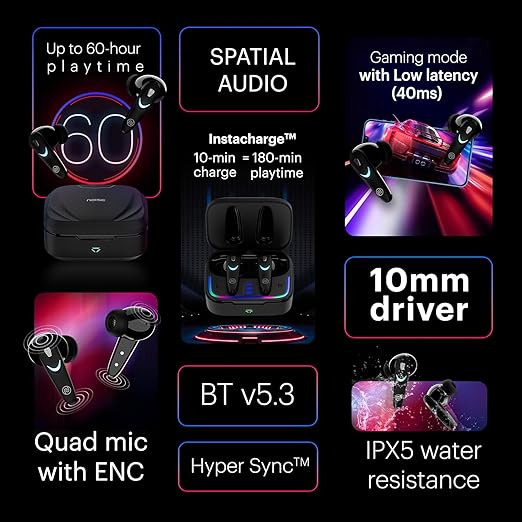 Up to 60-hour
playtime
60
noise
SPATIAL
AUDIO
Instacharge™
10-min = 180-min
charge playtime
Gaming mode
with Low latency
(40ms)
10mm
driver
Quad mic
with ENC
BT v5.3
Hyper Sync™
IPX5 water
resistance